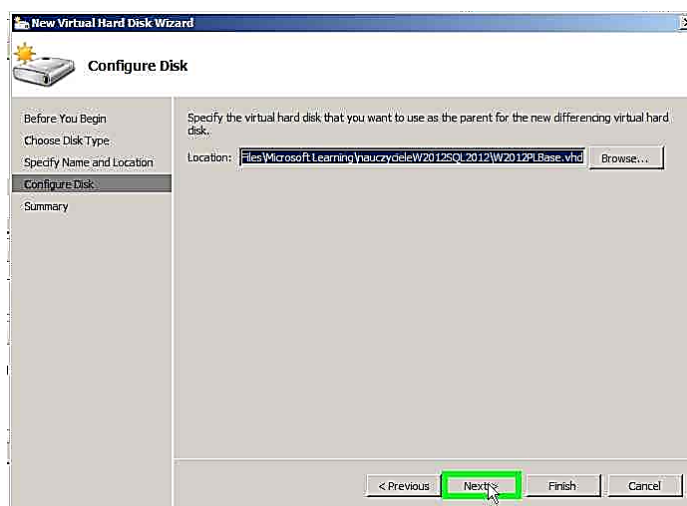 New Virtual Hard Disk Wizard
Configure Disk
Before You Begin
Choose Disk Type
Specify Name and Location
Configure Disk
Summary
Specify the virtual hard disk that you want to use as the parent for the new differencing virtual hard
disk.
Location: Files\Microsoft Learning\nauczycieleW2012SQL2012\W2012PLBase.vhd Browse...
< Previous Next > Finish Cancel